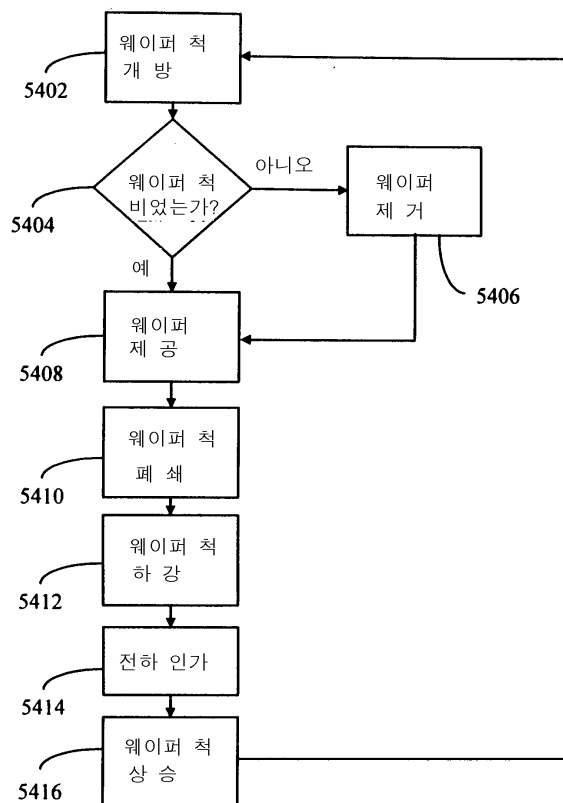 웨이퍼 척
개 방
5402
웨이퍼 척
비었는가?
5404
아니오
웨이퍼
제 거
5406
예
웨이퍼
제 공
5408
웨이퍼 척
폐 쇄
5410
웨이퍼 척
하 강
5412
전하 인가
5414
웨이퍼 척
상 승
5416